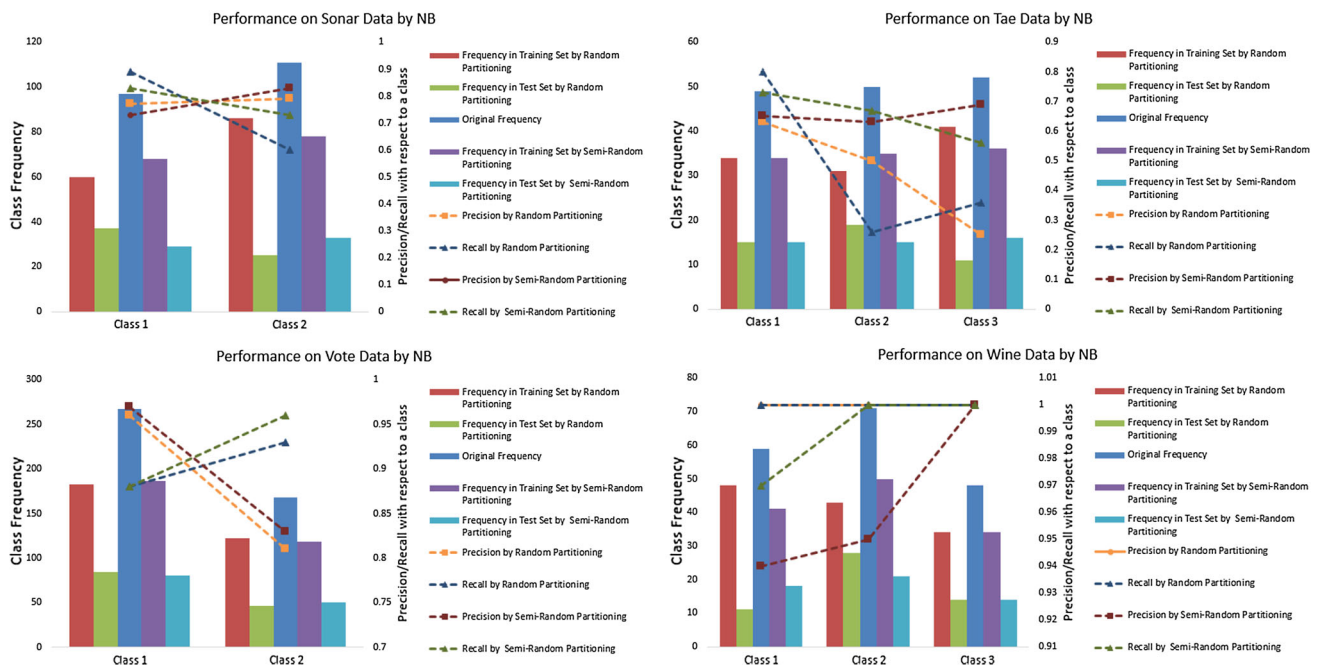 Performance on Sonar Data by NB
Class Frequency
120
100
80
60
40
20
0
Class 1
Class 2
1
0.9
0.8
0.7
0.6
0.5
0.4
0.3
0.2
0.1
0
Precision/Recall with respect to a class
Frequency in Training Set by Random
Partitioning
Frequency in Test Set by Random
Partitioning
Original Frequency
Frequency in Training Set by Semi-Random
Partitioning
Frequency in Test Set by Semi-Random
Partitioning
Precision by Random Partitioning
Recall by Random Partitioning
Precision by Semi-Random Partitioning
Recall by Semi-Random Partitioning
Performance on Tae Data by NB
Class Frequency
60
50
40
30
20
10
0
Class 1
Class 2
Class 3
0.9
0.8
0.7
0.6
0.5
0.4
0.3
0.2
0.1
0
Precision/Recall with respect to a class
Frequency in Training Set by Random
Partitioning
Frequency in Test Set by Random
Partitioning
Original Frequency
Frequency in Training Set by Semi-Random
Partitioning
Frequency in Test Set by Semi-Random
Partitioning
Precision by Random Partitioning
Recall by Random Partitioning
Precision by Semi-Random Partitioning
Recall by Semi-Random Partitioning
Performance on Vote Data by NB
Class Frequency
300
250
200
150
100
50
0
Class 1
Class 2
1
0.95
0.9
0.85
0.8
0.75
0.7
Precision/Recall with respect to a class
Frequency in Training Set by Random
Partitioning
Frequency in Test Set by Random
Partitioning
Original Frequency
Frequency in Training Set by Semi-Random
Partitioning
Frequency in Test Set by Semi-Random
Partitioning
Precision by Random Partitioning
Recall by Random Partitioning
Precision by Semi-Random Partitioning
Recall by Semi-Random Partitioning
Performance on Wine Data by NB
Class Frequency
80
70
60
50
40
30
20
10
0
Class 1
Class 2
Class 3
1.01
1
0.99
0.98
0.97
0.96
0.95
0.94
0.93
0.92
0.91
Precision/Recall with respect to a class
Frequency in Training Set by Random
Partitioning
Frequency in Test Set by Random
Partitioning
Original Frequency
Frequency in Training Set by Semi-Random
Partitioning
Frequency in Test Set by Semi-Random
Partitioning
Precision by Random Partitioning
Recall by Random Partitioning
Precision by Semi-Random Partitioning
Recall by Semi-Random Partitioning